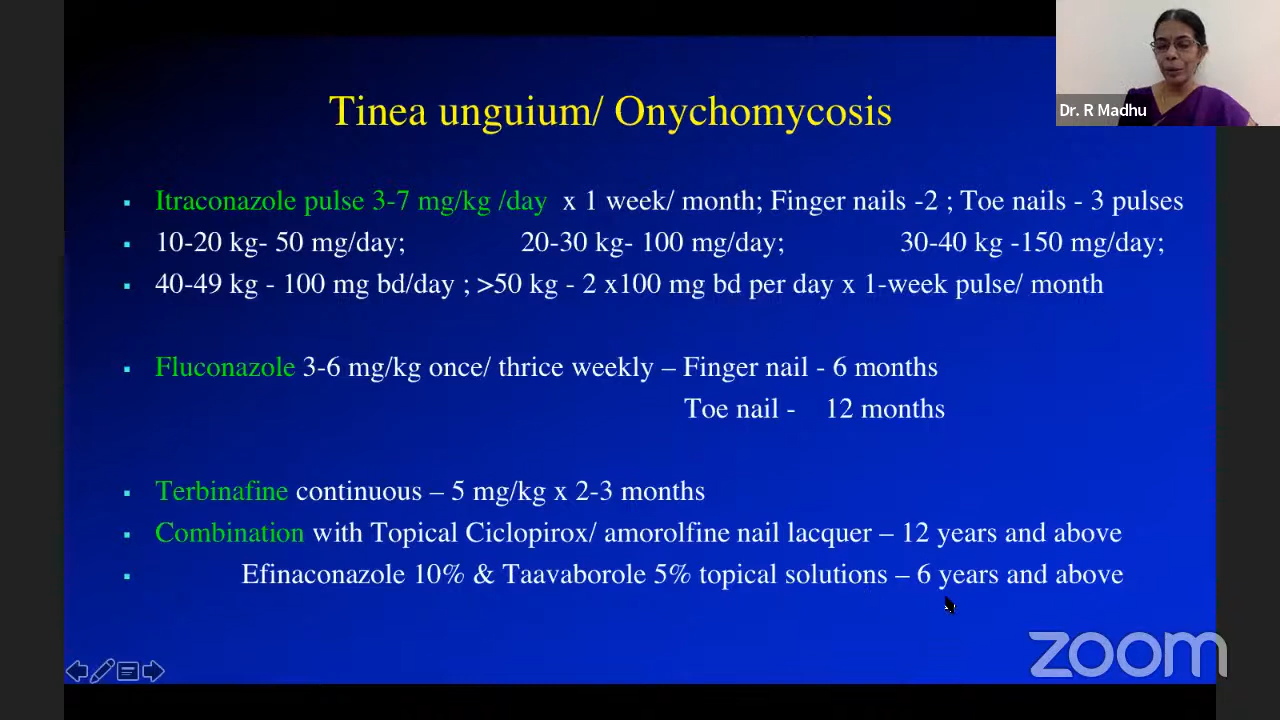 Dr. R Madhu
Tinea unguium/ Onychomycosis
Itraconazole pulse 3-7 mg/kg /day x 1 week/ month; Finger nails -2 ; Toe nails - 3 pulses
10-20 kg- 50 mg/day; 20-30 kg- 100 mg/day; 30-40 kg -150 mg/day;
40-49 kg - 100 mg bd/day ; >50 kg - 2 x100 mg bd per day x 1-week pulse/ month
Fluconazole 3-6 mg/kg once/ thrice weekly – Finger nail - 6 months
Toe nail - 12 months
Terbinafine continuous – 5 mg/kg x 2-3 months
Combination with Topical Ciclopirox/ amorolfine nail lacquer – 12 years and above
Efinaconazole 10% & Taavaborole 5% topical solutions – 6 years and above
zoom